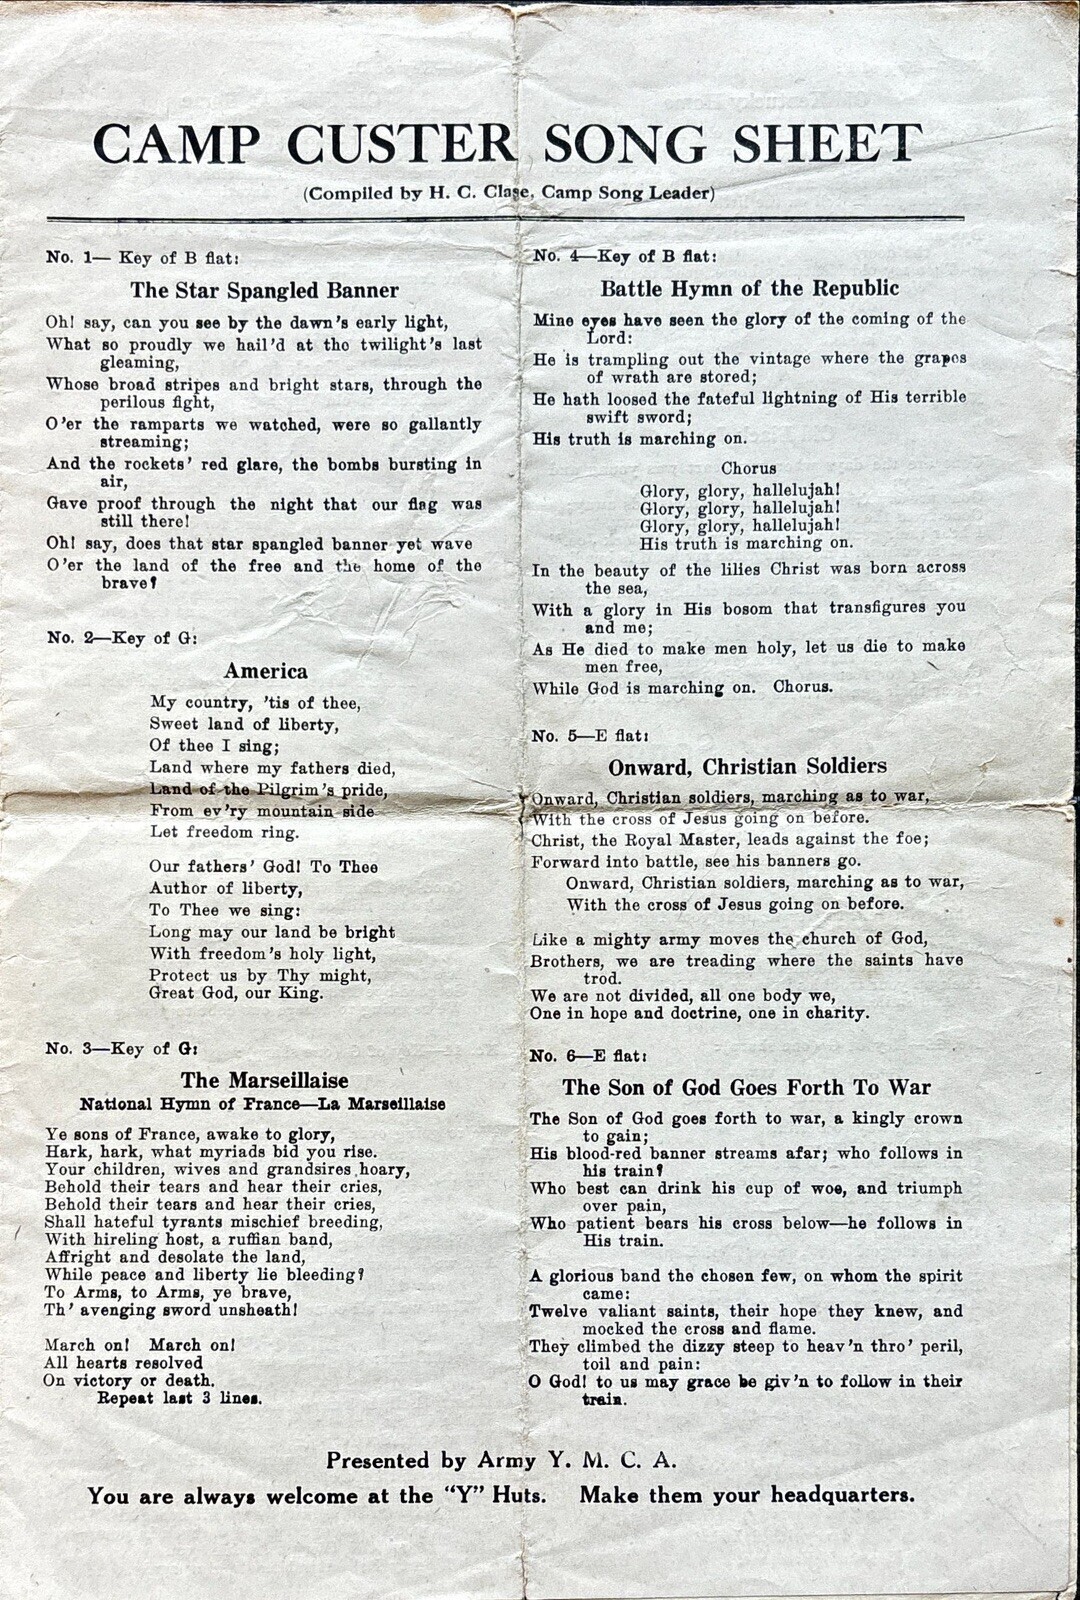 CAMP CUSTER SONG SHEET
(Compiled by H. C. Clase, Camp Song Leader)
No. 1— Key of B flat:
The Star Spangled Banner
Oh! say, can you see by the dawn's early light,
What so proudly we hail'd at the twilight's last
gleaming,
Whose broad stripes and bright stars, through the
perilous fight,
O'er the ramparts we watched, were so gallantly
streaming;
And the rockets' red glare, the bombs bursting in
air,
Gave proof through the night that our flag was
still there!
Oh! say, does that star spangled banner yet wave
O'er the land of the free and the home of the
brave?
No. 2—Key of G:
America
My country, 'tis of thee,
Sweet land of liberty,
Of thee I sing;
Land where my fathers died,
Land of the Pilgrim's pride,
From ev'ry mountain side
Let freedom ring.
Our fathers' God! To Thee
Author of liberty,
To Thee we sing:
Long may our land be bright
With freedom's holy light,
Protect us by Thy might,
Great God, our King.
No. 3—Key of G:
The Marseillaise
National Hymn of France—La Marseillaise
Ye sons of France, awake to glory,
Hark, hark, what myriads bid you rise.
Your children, wives and grandsires hoary,
Behold their tears and hear their cries,
Behold their tears and hear their cries,
Shall hateful tyrants mischief breeding,
With hireling host, a ruffian band,
Affright and desolate the land,
While peace and liberty lie bleeding?
To Arms, to Arms, ye brave,
Th' avenging sword unsheath!
March on! March on!
All hearts resolved
On victory or death.
Repeat last 3 lines.
No. 4—Key of B flat:
Battle Hymn of the Republic
Mine eyes have seen the glory of the coming of the
Lord:
He is trampling out the vintage where the grapes
of wrath are stored;
He hath loosed the fateful lightning of His terrible
swift sword;
His truth is marching on.
Chorus
Glory, glory, hallelujah!
Glory, glory, hallelujah!
Glory, glory, hallelujah!
His truth is marching on.
In the beauty of the lilies Christ was born across
the sea,
With a glory in His bosom that transfigures you
and me;
As He died to make men holy, let us die to make
men free,
While God is marching on. Chorus.
No. 5—E flat:
Onward, Christian Soldiers
Onward, Christian soldiers, marching as to war,
With the cross of Jesus going on before.
Christ, the Royal Master, leads against the foe;
Forward into battle, see his banners go.
Onward, Christian soldiers, marching as to war,
With the cross of Jesus going on before.
Like a mighty army moves the church of God,
Brothers, we are treading where the saints have
trod.
We are not divided, all one body we,
One in hope and doctrine, one in charity.
No. 6—E flat:
The Son of God Goes Forth To War
The Son of God goes forth to war, a kingly crown
to gain;
His blood-red banner streams afar; who follows in
his train?
Who best can drink his cup of woe, and triumph
over pain,
Who patient bears his cross below—he follows in
His train.
A glorious band the chosen few, on whom the spirit
came:
Twelve valiant saints, their hope they knew, and
mocked the cross and flame.
They climbed the dizzy steep to heav'n thro' peril,
toil and pain:
O God! to us may grace be giv'n to follow in their
train.
Presented by Army Y. M. C. A.
You are always welcome at the "Y" Huts. Make them your headquarters.